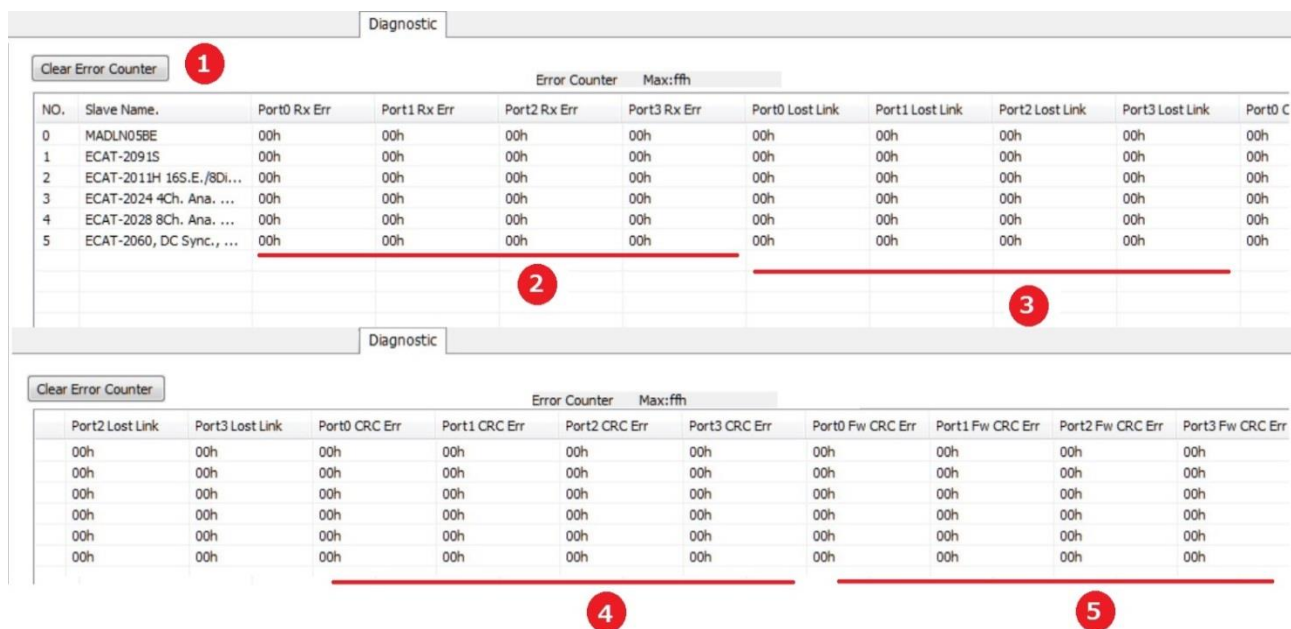 Diagnostic
Clear Error Counter 1
Error Counter Max:ffh
NO. Slave Name. Port0 Rx Err Port1 Rx Err Port2 Rx Err Port3 Rx Err Port0 Lost Link Port1 Lost Link Port2 Lost Link Port3 Lost Link Port0 C
0 MADLN05BE 00h 00h 00h 00h 00h 00h 00h 00h 00h
1 ECAT-2091S 00h 00h 00h 00h 00h 00h 00h 00h 00h
2 ECAT-2011H 16S.E./8Di... 00h 00h 00h 00h 00h 00h 00h 00h 00h
3 ECAT-2024 4Ch. Ana. ... 00h 00h 00h 00h 00h 00h 00h 00h 00h
4 ECAT-2028 8Ch. Ana. ... 00h 00h 00h 00h 00h 00h 00h 00h 00h
5 ECAT-2060, DC Sync., ... 00h 00h 00h 00h 00h 00h 00h 00h 00h
2
3
Diagnostic
Clear Error Counter
Error Counter Max:ffh
Port2 Lost Link Port3 Lost Link Port0 CRC Err Port1 CRC Err Port2 CRC Err Port3 CRC Err Port0 Fw CRC Err Port1 Fw CRC Err Port2 Fw CRC Err Port3 Fw CRC Err
00h 00h 00h 00h 00h 00h 00h 00h 00h 00h
00h 00h 00h 00h 00h 00h 00h 00h 00h 00h
00h 00h 00h 00h 00h 00h 00h 00h 00h 00h
00h 00h 00h 00h 00h 00h 00h 00h 00h 00h
00h 00h 00h 00h 00h 00h 00h 00h 00h 00h
00h 00h 00h 00h 00h 00h 00h 00h 00h 00h
4 5